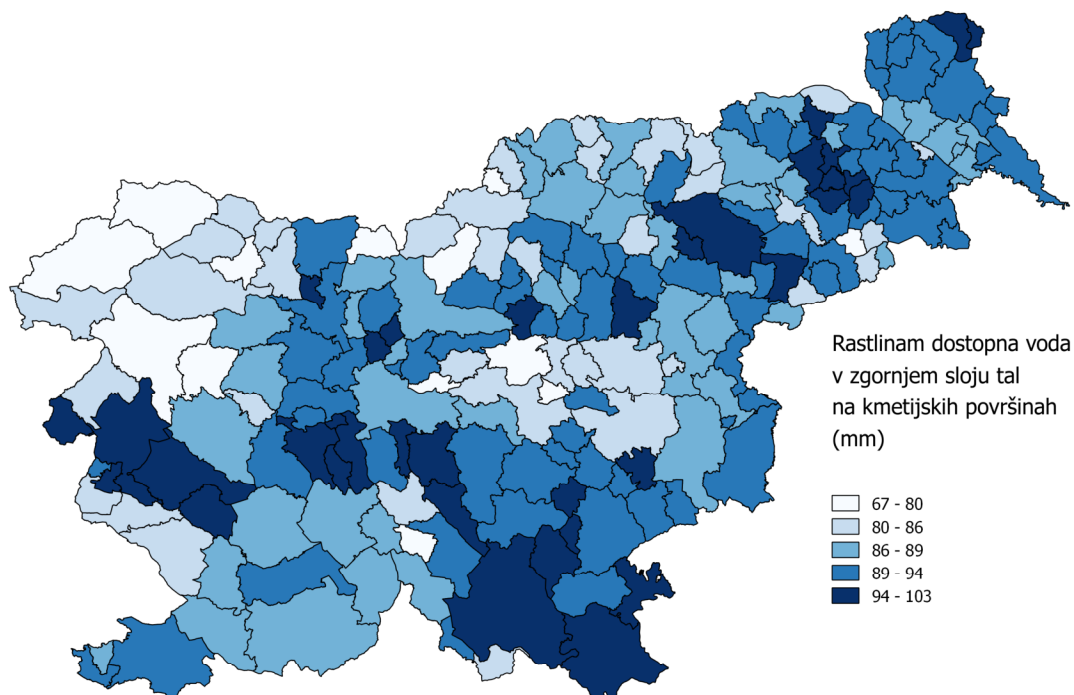 Rastlinam dostopna voda
v zgornjem sloju tal
na kmetijskih površinah
(mm)
67 - 80
80 - 86
86 - 89
89 - 94
94 - 103